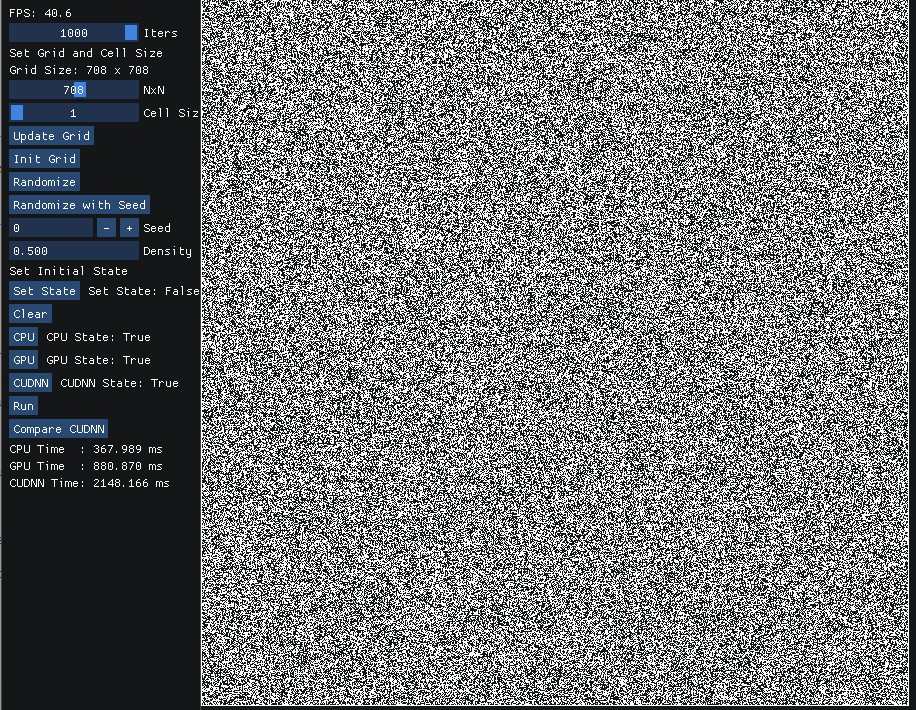 FPS: 40.6
1000 Iters
Set Grid and Cell Size
Grid Size: 708 x 708
708 NxN
1 Cell Siz
Update Grid
Init Grid
Randomize
Randomize with Seed
0 - + Seed
0.500 Density
Set Initial State
Set State Set State: False
Clear
CPU CPU State: True
GPU GPU State: True
CUDNN CUDNN State: True
Run
Compare CUDNN
CPU Time : 367.989 ms
GPU Time : 880.870 ms
CUDNN Time: 2148.166 ms